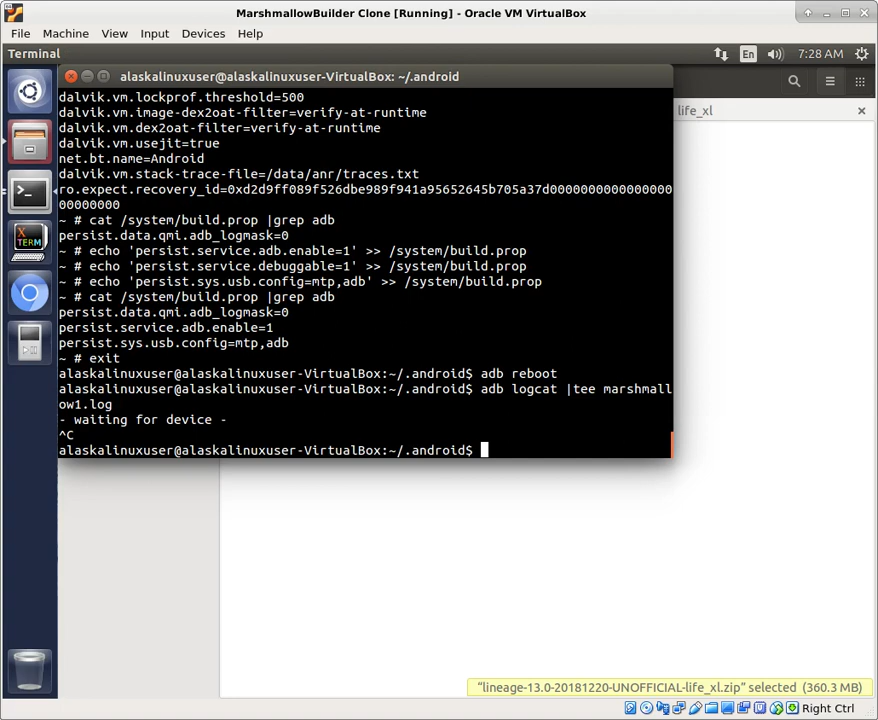 MarshmallowBuilder Clone [Running] - Oracle VM VirtualBox
File Machine View Input Devices Help
Terminal
En
7:28 AM
alaskalinuxuser@alaskalinuxuser-VirtualBox: ~/.android
life_xl
dalvik.vm.lockprof.threshold=500
dalvik.vm.image-dex2oat-filter=verify-at-runtime
dalvik.vm.dex2oat-filter=verify-at-runtime
dalvik.vm.usejit=true
net.bt.name=Android
dalvik.vm.stack-trace-file=/data/anr/traces.txt
ro.expect.recovery_id=0xd2d9ff089f526dbe989f941a95652645b705a37d0000000000000000
00000000
~ # cat /system/build.prop |grep adb
persist.data.qmi.adb_logmask=0
~ # echo 'persist.service.adb.enable=1' >> /system/build.prop
~ # echo 'persist.service.debuggable=1' >> /system/build.prop
~ # echo 'persist.sys.usb.config=mtp,adb' >> /system/build.prop
~ # cat /system/build.prop |grep adb
persist.data.qmi.adb_logmask=0
persist.service.adb.enable=1
persist.sys.usb.config=mtp,adb
~ # exit
alaskalinuxuser@alaskalinuxuser-VirtualBox:~/.android$ adb reboot
alaskalinuxuser@alaskalinuxuser-VirtualBox:~/.android$ adb logcat |tee marshmall
ow1.log
- waiting for device -
^C
alaskalinuxuser@alaskalinuxuser-VirtualBox:~/.android$
X
TERM
"lineage-13.0-20181220-UNOFFICIAL-life_xl.zip" selected (360.3 MB)
Right Ctrl